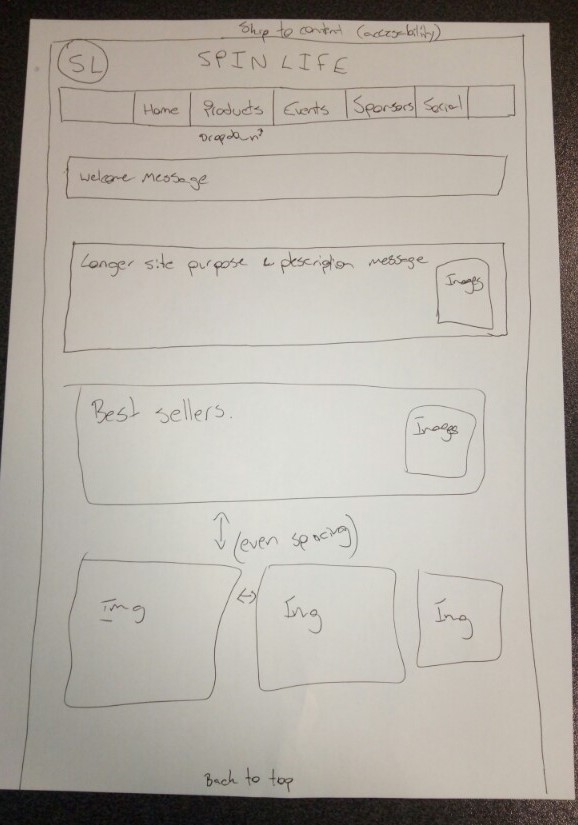 Skip to content (accessability)
SL
SPIN LIFE
Home Products Events Sponsors Social
Dropdown?
Welcome Message
Longer site purpose & description message
Images
Best sellers.
Images
(even spacing)
Img Img Img
Back to top